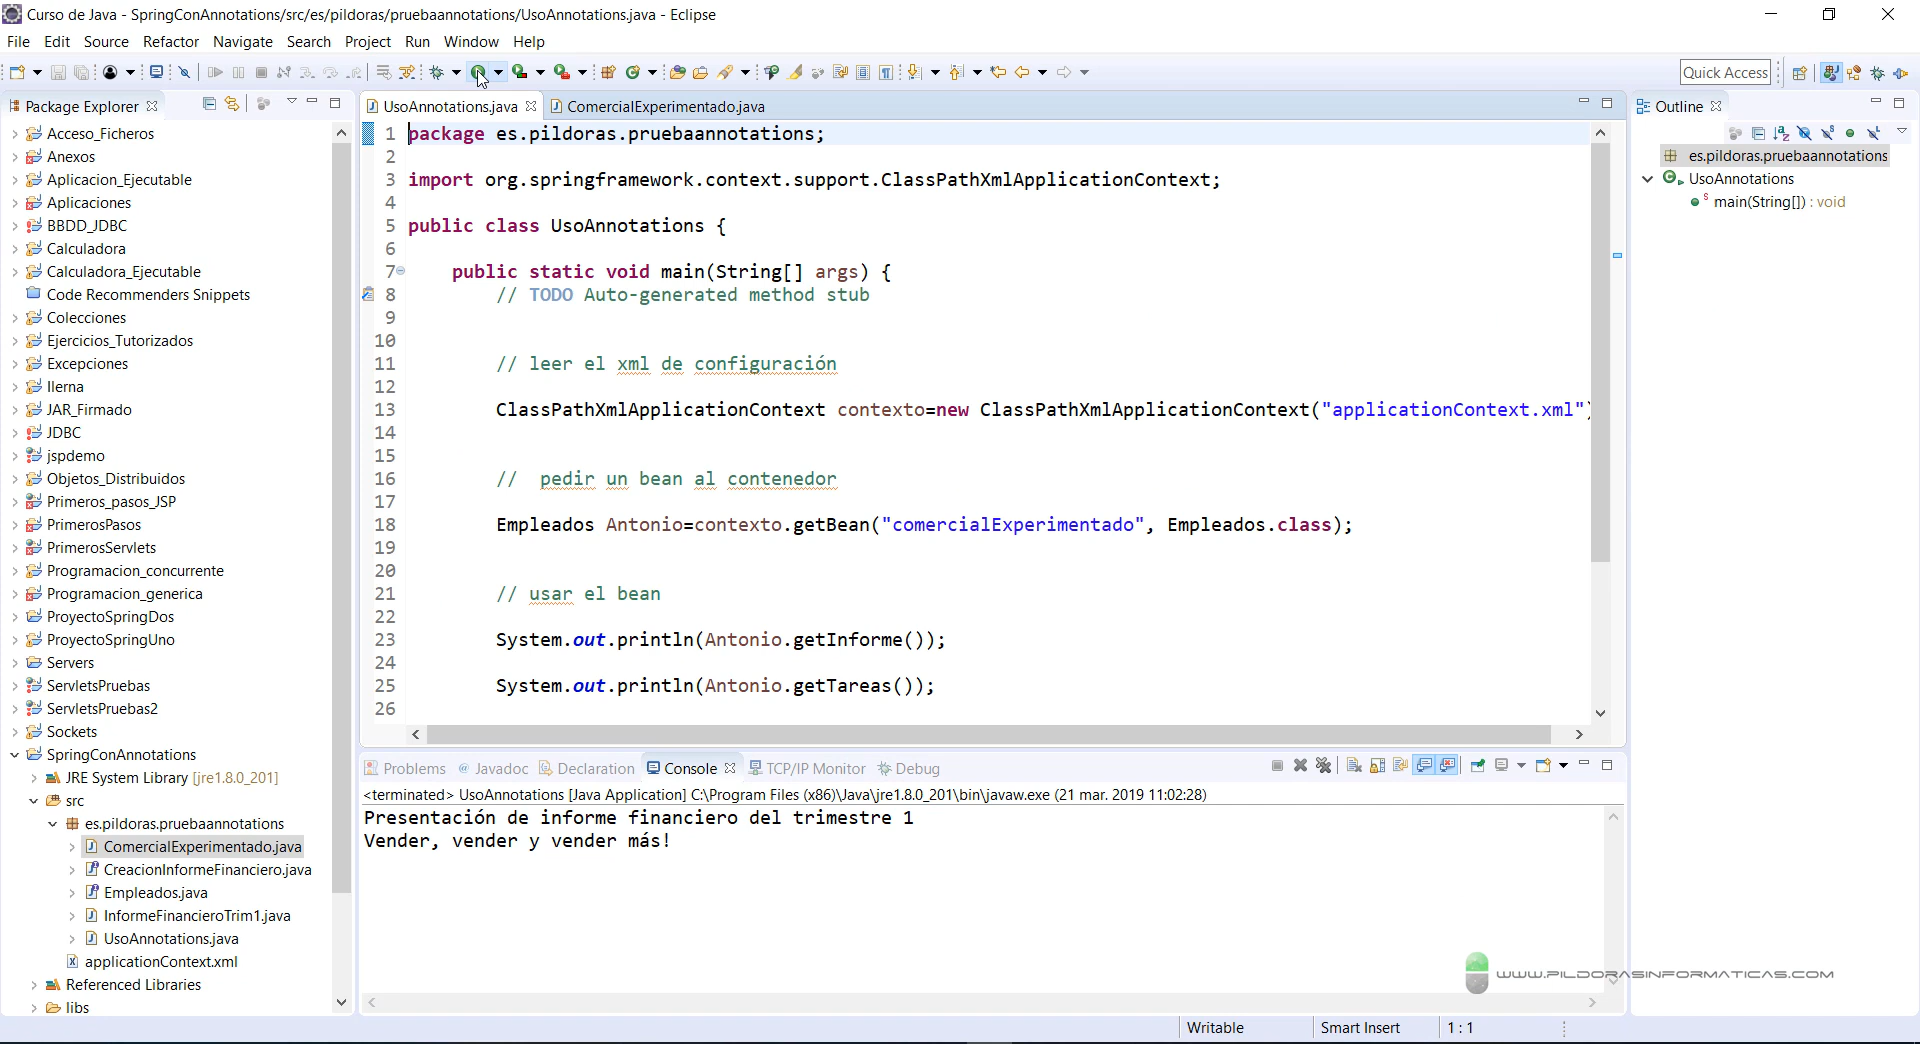 Curso de Java - SpringConAnnotations/src/es/pildoras/pruebaannotations/UsoAnnotations.java - Eclipse
File Edit Source Refactor Navigate Search Project Run Window Help
Quick Access
Package Explorer
Acceso_Ficheros
Anexos
Aplicacion_Ejecutable
Aplicaciones
BBDD_JDBC
Calculadora
Calculadora_Ejecutable
Code Recommenders Snippets
Colecciones
Ejercicios_Tutorizados
Excepciones
Ilerna
JAR_Firmado
JDBC
jspdemo
Objetos_Distribuidos
Primeros_pasos_JSP
PrimerosPasos
PrimerosServlets
Programacion_concurrente
Programacion_generica
ProyectoSpringDos
ProyectoSpringUno
Servers
ServletsPruebas
ServletsPruebas2
Sockets
SpringConAnnotations
JRE System Library [jre1.8.0_201]
src
es.pildoras.pruebaannotations
ComercialExperimentado.java
CreacionInformeFinanciero.java
Empleados.java
InformeFinancieroTrim1.java
UsoAnnotations.java
applicationContext.xml
Referenced Libraries
libs
UsoAnnotations.java ComercialExperimentado.java
1 package es.pildoras.pruebaannotations;
2
3 import org.springframework.context.support.ClassPathXmlApplicationContext;
4
5 public class UsoAnnotations {
6
7 public static void main(String[] args) {
8 // TODO Auto-generated method stub
9
10
11 // leer el xml de configuración
12
13 ClassPathXmlApplicationContext contexto=new ClassPathXmlApplicationContext("applicationContext.xml")
14
15
16 // pedir un bean al contenedor
17
18 Empleados Antonio=contexto.getBean("comercialExperimentado", Empleados.class);
19
20
21 // usar el bean
22
23 System.out.println(Antonio.getInforme());
24
25 System.out.println(Antonio.getTareas());
26
Outline
es.pildoras.pruebaannotations
UsoAnnotations
main(String[]) : void
Problems Javadoc Declaration Console TCP/IP Monitor Debug
<terminated> UsoAnnotations [Java Application] C:\Program Files (x86)\Java\jre1.8.0_201\bin\javaw.exe (21 mar. 2019 11:02:28)
Presentación de informe financiero del trimestre 1
Vender, vender y vender más!
WWW.PILDORASINFORMATICAS.COM
Writable Smart Insert 1 : 1